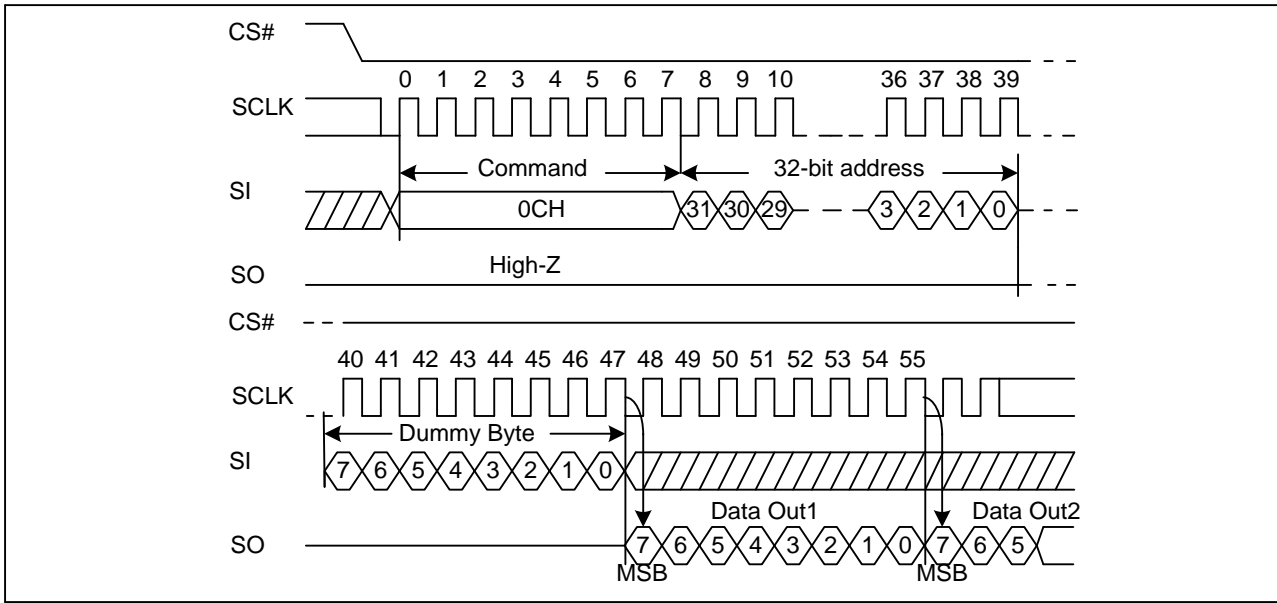 CS#
0 1 2 3 4 5 6 7 8 9 10 36 37 38 39
SCLK
Command 32-bit address
SI
0CH 31 30 29 3 2 1 0
High-Z
SO
CS#
40 41 42 43 44 45 46 47 48 49 50 51 52 53 54 55
SCLK
Dummy Byte
SI
7 6 5 4 3 2 1 0
Data Out1 Data Out2
SO
7 6 5 4 3 2 1 0 7 6 5
MSB MSB